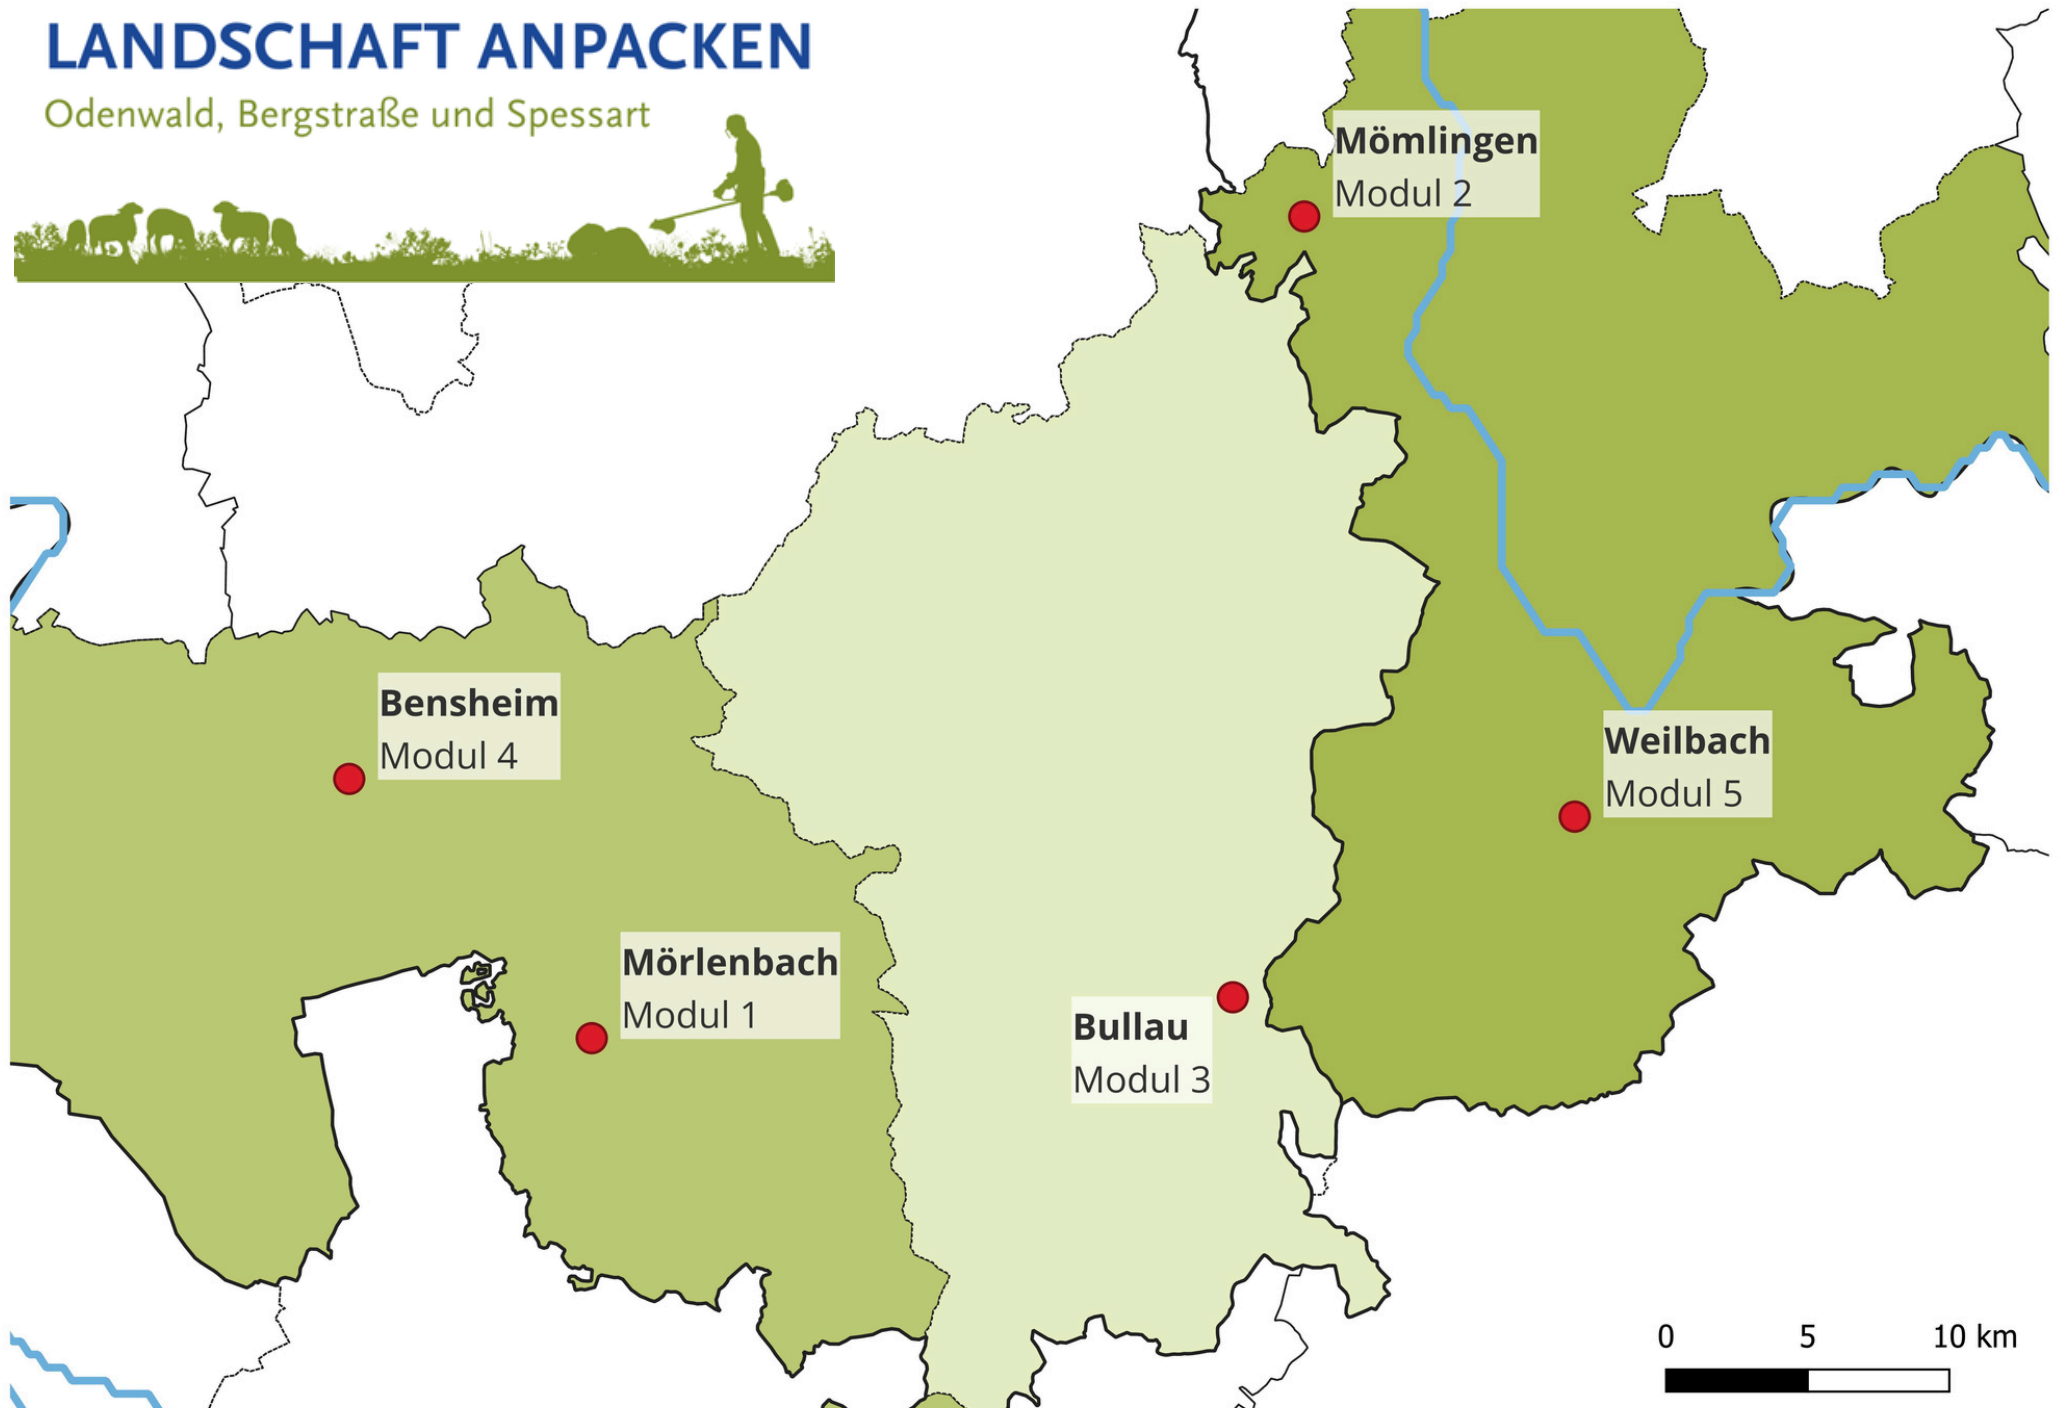 LANDSCHAFT ANPACKEN
Odenwald, Bergstraße und Spessart
Mömlingen
Modul 2
Bensheim
Modul 4
Weilbach
Modul 5
Mörlenbach
Modul 1
Bullau
Modul 3
0 5 10 km